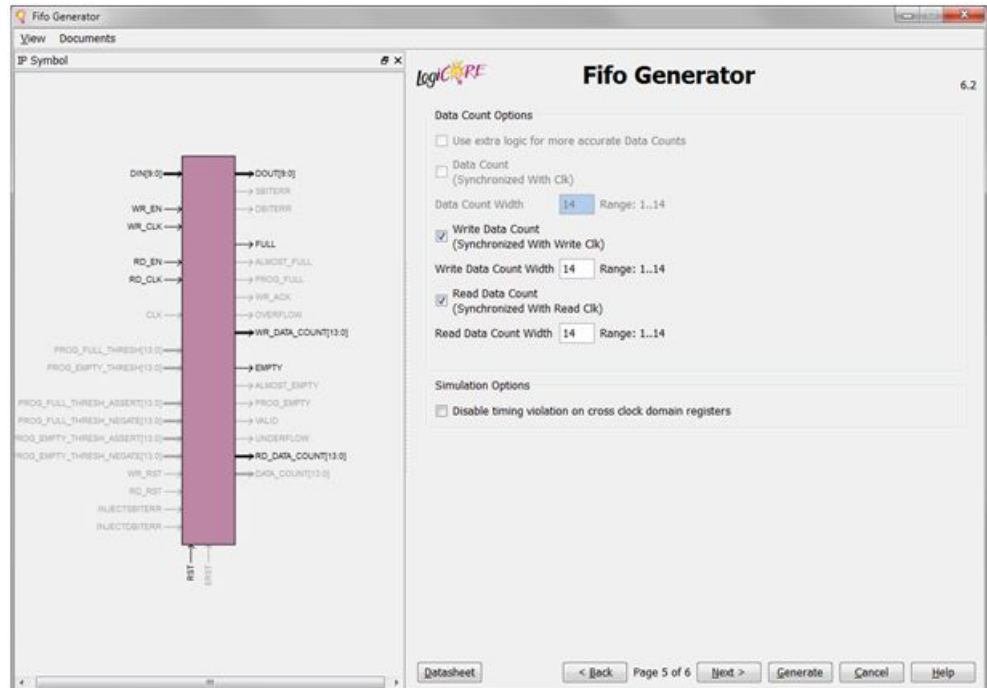 Fifo Generator
View Documents
IP Symbol
DIN[9:0]
WR_EN
WR_CLK
RD_EN
RD_CLK
CLK
PROG_FULL_THRESH[13:0]
PROG_EMPTY_THRESH[13:0]
PROG_FULL_THRESH_ASSERT[13:0]
PROG_FULL_THRESH_NEGATE[13:0]
PROG_EMPTY_THRESH_ASSERT[13:0]
PROG_EMPTY_THRESH_NEGATE[13:0]
WR_RST
RD_RST
INJECTSBITERR
INJECTDBITERR
DOUT[9:0]
SBITERR
DBITERR
FULL
ALMOST_FULL
PROG_FULL
WR_ACK
OVERFLOW
WR_DATA_COUNT[13:0]
EMPTY
ALMOST_EMPTY
PROG_EMPTY
VALID
UNDERFLOW
RD_DATA_COUNT[13:0]
DATA_COUNT[13:0]
RST
SRST
LogiCORE
Fifo Generator
6.2
Data Count Options
Use extra logic for more accurate Data Counts
Data Count
(Synchronized With Clk)
Data Count Width 14 Range: 1..14
Write Data Count
(Synchronized With Write Clk)
Write Data Count Width 14 Range: 1..14
Read Data Count
(Synchronized With Read Clk)
Read Data Count Width 14 Range: 1..14
Simulation Options
Disable timing violation on cross clock domain registers
Datasheet < Back Page 5 of 6 Next > Generate Cancel Help